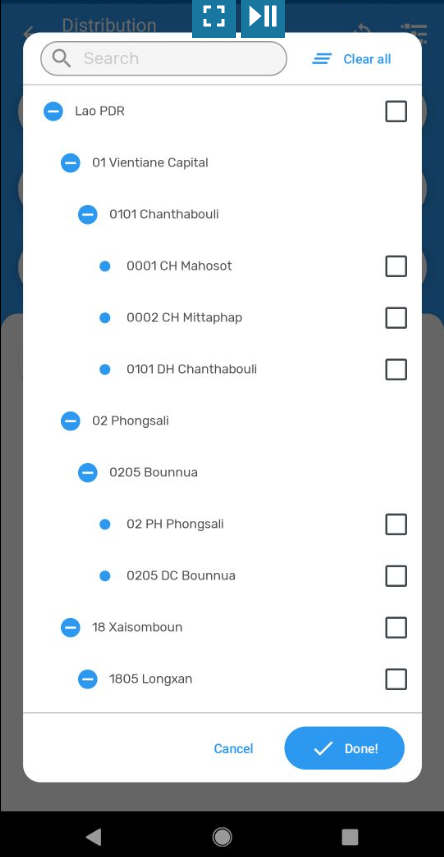 Distribution
Search
Clear all
Lao PDR
01 Vientiane Capital
0101 Chanthabouli
0001 CH Mahosot
0002 CH Mittaphap
0101 DH Chanthabouli
02 Phongsali
0205 Bounnua
02 PH Phongsali
0205 DC Bounnua
18 Xaisomboun
1805 Longxan
Cancel
Done!